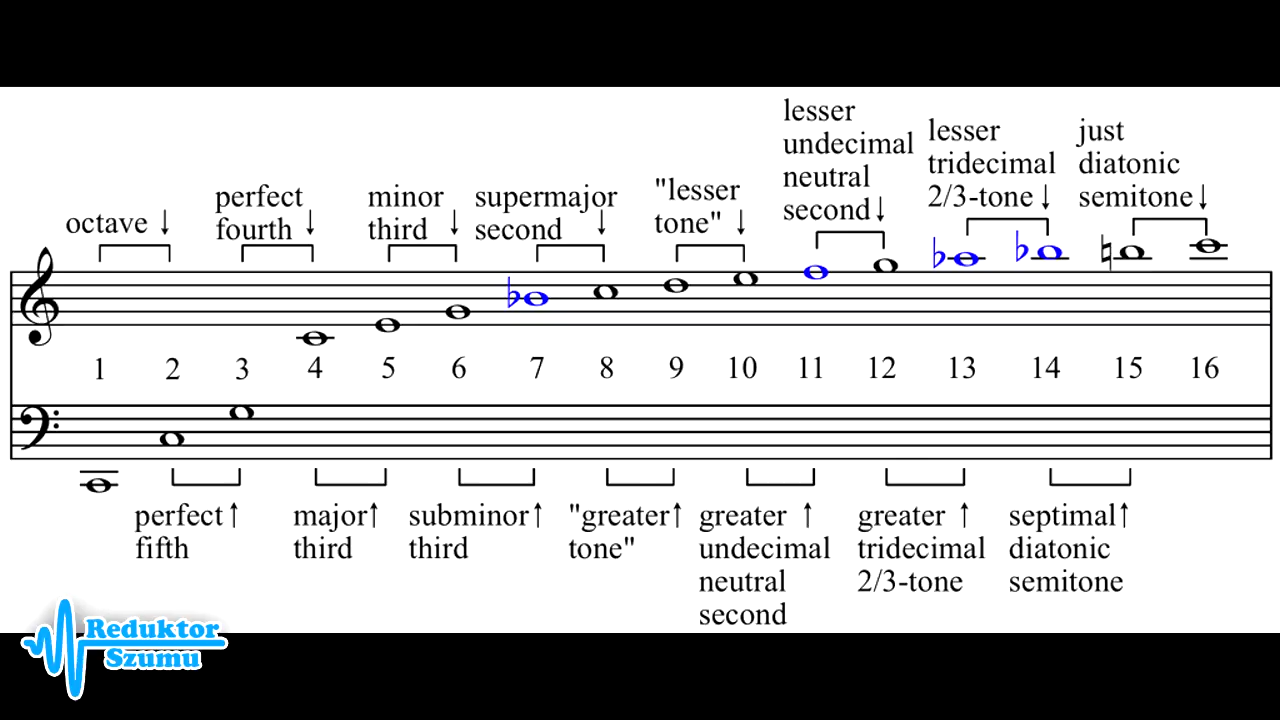 octave ↓
perfect
fourth ↓
minor
third ↓
supermajor
second ↓
"lesser
tone" ↓
lesser
undecimal
neutral
second↓
lesser
tridecimal
2/3-tone↓
just
diatonic
semitone↓
1 2 3 4 5 6 7 8 9 10 11 12 13 14 15 16
perfect↑
fifth
major↑
third
subminor↑
third
"greater↑
tone"
greater ↑
undecimal
neutral
second
greater ↑
tridecimal
2/3-tone
septimal↑
diatonic
semitone
Reduktor
Szumu